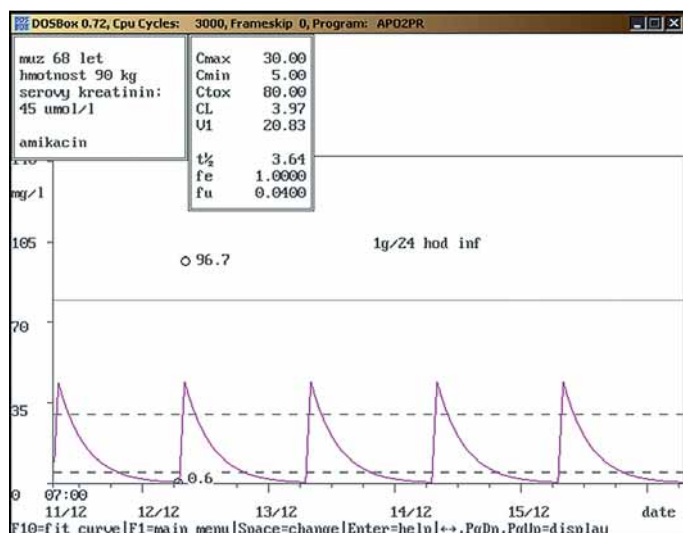 DOSBox 0.72, Cpu Cycles: 3000, Frameskip 0, Program: APO2PR
muz 68 let
hmotnost 90 kg
serovy kreatinin:
45 umol/l
amikacin
Cmax 30.00
Cmin 5.00
Ctox 80.00
CL 3.97
V1 20.83
t½ 3.64
fe 1.0000
fu 0.0400
mg/l
105
1g/24 hod inf
96.7
70
35
0.6
0 07:00
11/12 12/12 13/12 14/12 15/12 date
F10=fit curve|F1=main menu|Space=change|Enter=help|↔,PgDn,PgUp=display